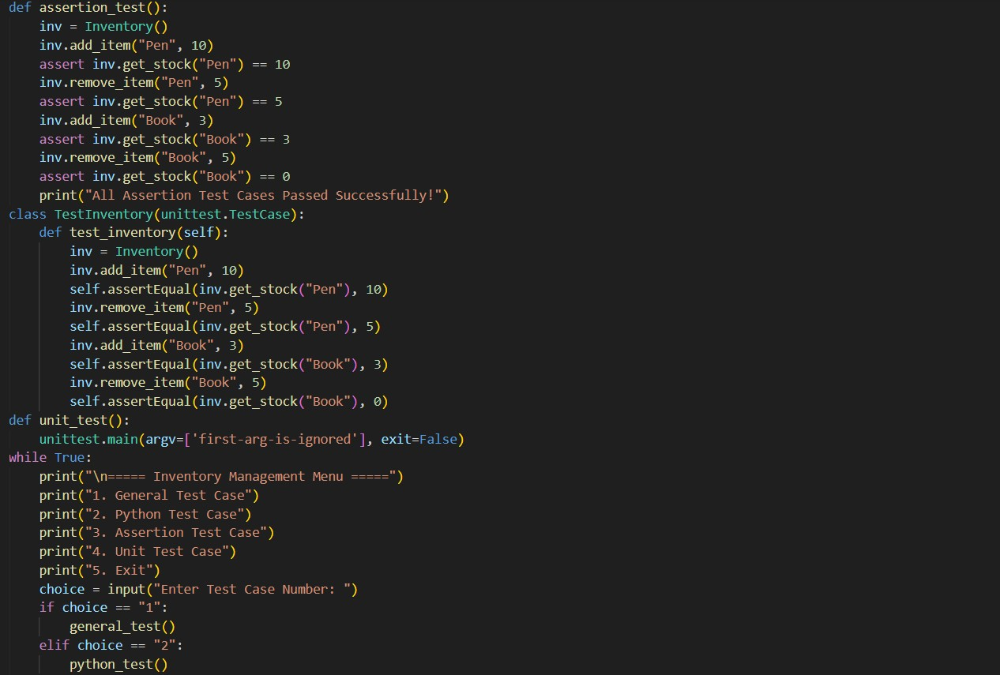 def assertion_test():
    inv = Inventory()
    inv.add_item("Pen", 10)
    assert inv.get_stock("Pen") == 10
    inv.remove_item("Pen", 5)
    assert inv.get_stock("Pen") == 5
    inv.add_item("Book", 3)
    assert inv.get_stock("Book") == 3
    inv.remove_item("Book", 5)
    assert inv.get_stock("Book") == 0
    print("All Assertion Test Cases Passed Successfully!")
class TestInventory(unittest.TestCase):
    def test_inventory(self):
        inv = Inventory()
        inv.add_item("Pen", 10)
        self.assertEqual(inv.get_stock("Pen"), 10)
        inv.remove_item("Pen", 5)
        self.assertEqual(inv.get_stock("Pen"), 5)
        inv.add_item("Book", 3)
        self.assertEqual(inv.get_stock("Book"), 3)
        inv.remove_item("Book", 5)
        self.assertEqual(inv.get_stock("Book"), 0)
def unit_test():
    unittest.main(argv=['first-arg-is-ignored'], exit=False)
while True:
    print("\n===== Inventory Management Menu =====")
    print("1. General Test Case")
    print("2. Python Test Case")
    print("3. Assertion Test Case")
    print("4. Unit Test Case")
    print("5. Exit")
    choice = input("Enter Test Case Number: ")
    if choice == "1":
        general_test()
    elif choice == "2":
        python_test()